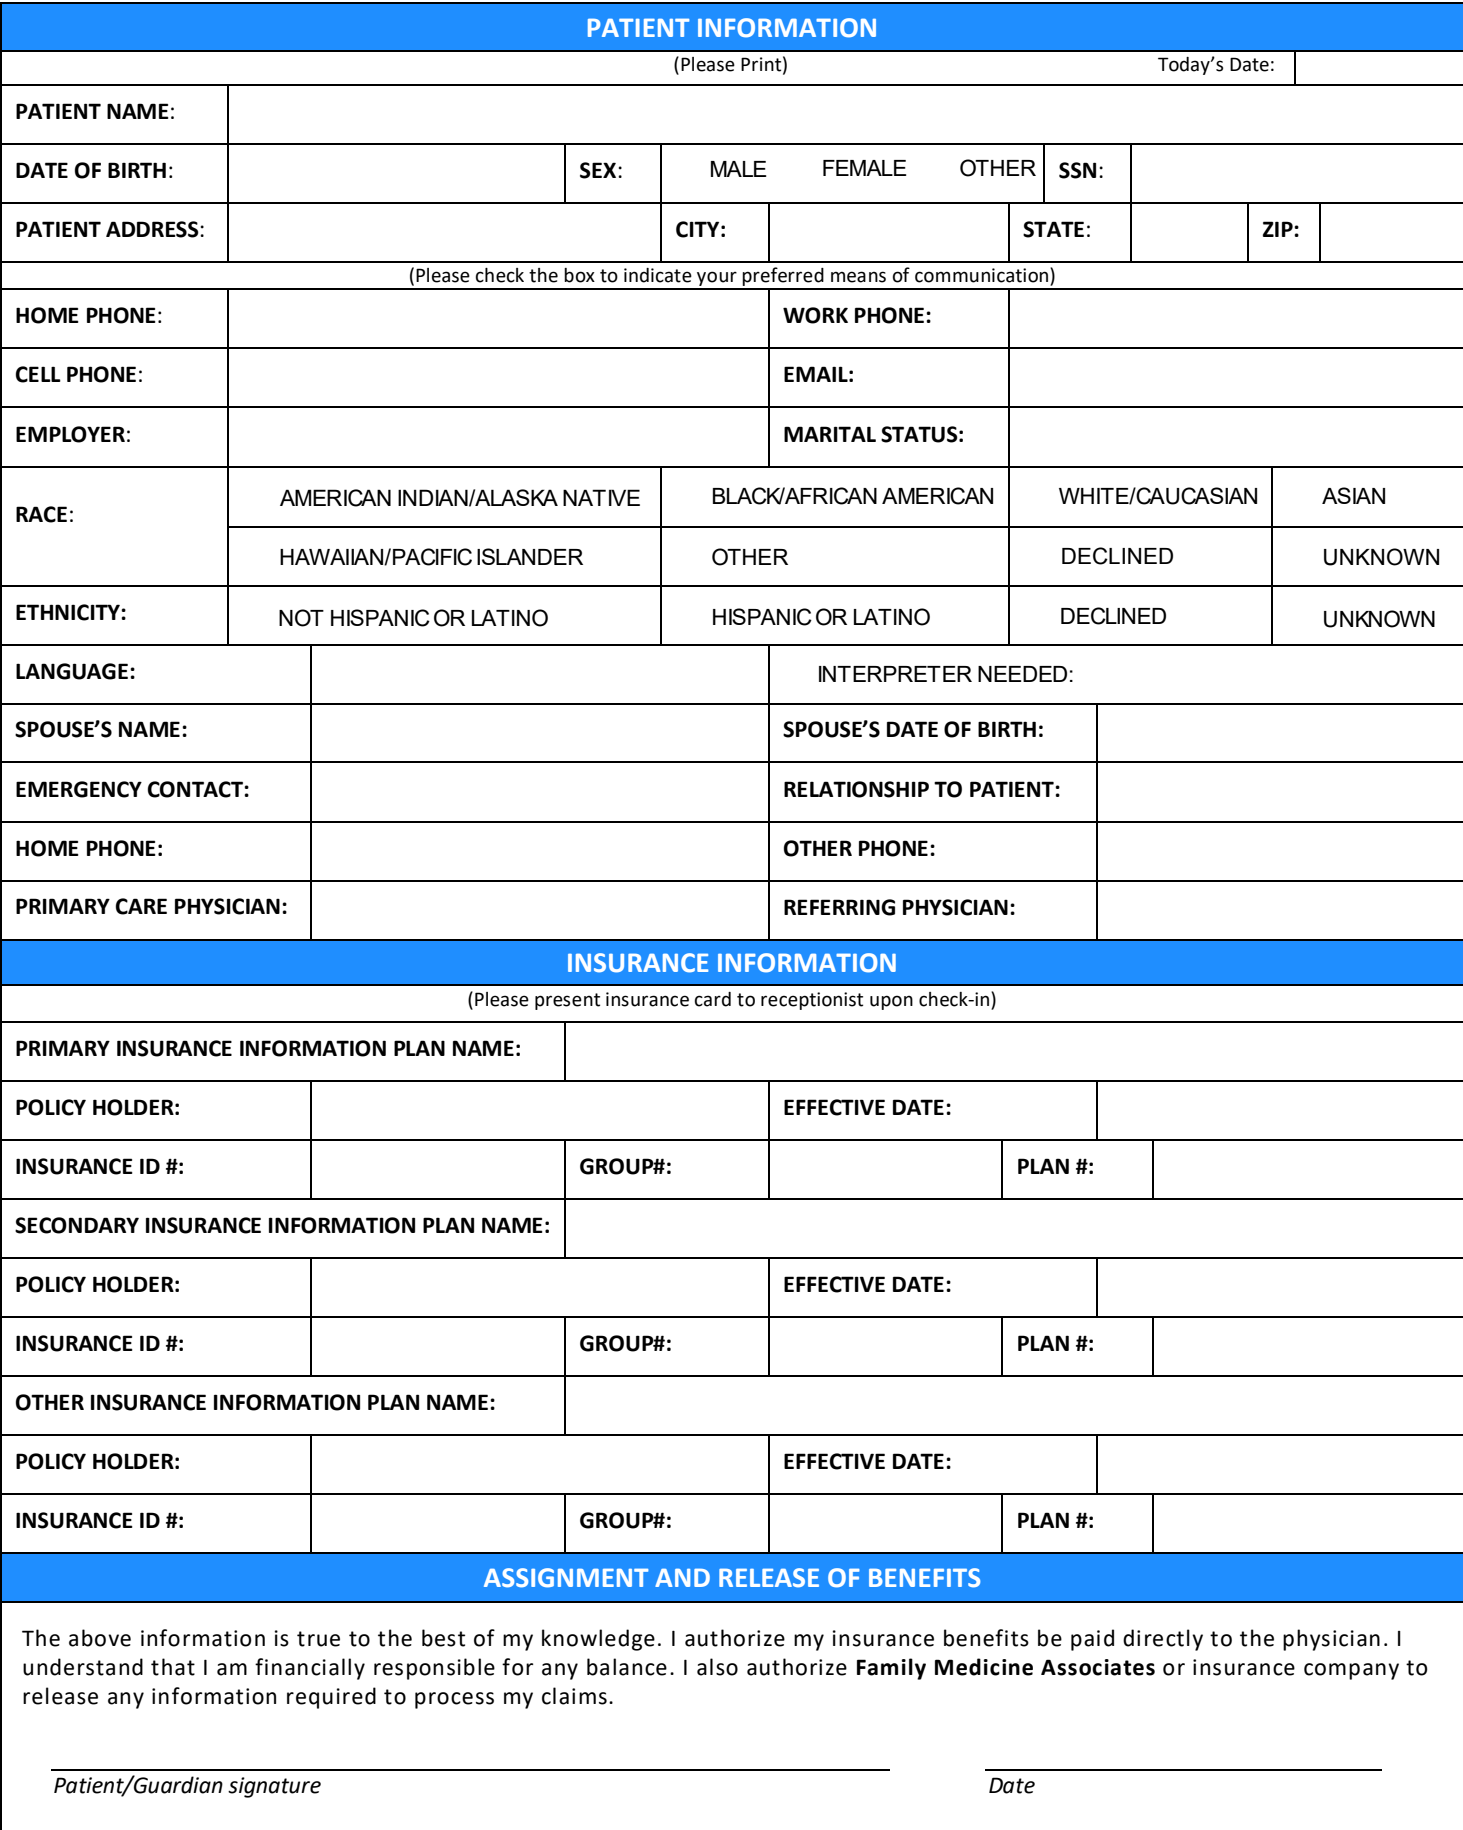 PATIENT INFORMATION
(Please Print) Today's Date:
PATIENT NAME:
DATE OF BIRTH: SEX: MALE FEMALE OTHER SSN:
PATIENT ADDRESS: CITY: STATE: ZIP:
(Please check the box to indicate your preferred means of communication)
HOME PHONE: WORK PHONE:
CELL PHONE: EMAIL:
EMPLOYER: MARITAL STATUS:
RACE: AMERICAN INDIAN/ALASKA NATIVE BLACK/AFRICAN AMERICAN WHITE/CAUCASIAN ASIAN
HAWAIIAN/PACIFIC ISLANDER OTHER DECLINED UNKNOWN
ETHNICITY: NOT HISPANIC OR LATINO HISPANIC OR LATINO DECLINED UNKNOWN
LANGUAGE: INTERPRETER NEEDED:
SPOUSE’S NAME: SPOUSE’S DATE OF BIRTH:
EMERGENCY CONTACT: RELATIONSHIP TO PATIENT:
HOME PHONE: OTHER PHONE:
PRIMARY CARE PHYSICIAN: REFERRING PHYSICIAN:
INSURANCE INFORMATION
(Please present insurance card to receptionist upon check-in)
PRIMARY INSURANCE INFORMATION PLAN NAME:
POLICY HOLDER: EFFECTIVE DATE:
INSURANCE ID #: GROUP#: PLAN #:
SECONDARY INSURANCE INFORMATION PLAN NAME:
POLICY HOLDER: EFFECTIVE DATE:
INSURANCE ID #: GROUP#: PLAN #:
OTHER INSURANCE INFORMATION PLAN NAME:
POLICY HOLDER: EFFECTIVE DATE:
INSURANCE ID #: GROUP#: PLAN #:
ASSIGNMENT AND RELEASE OF BENEFITS
The above information is true to the best of my knowledge. I authorize my insurance benefits be paid directly to the physician. I
understand that I am financially responsible for any balance. I also authorize Family Medicine Associates or insurance company to
release any information required to process my claims.
Patient/Guardian signature Date